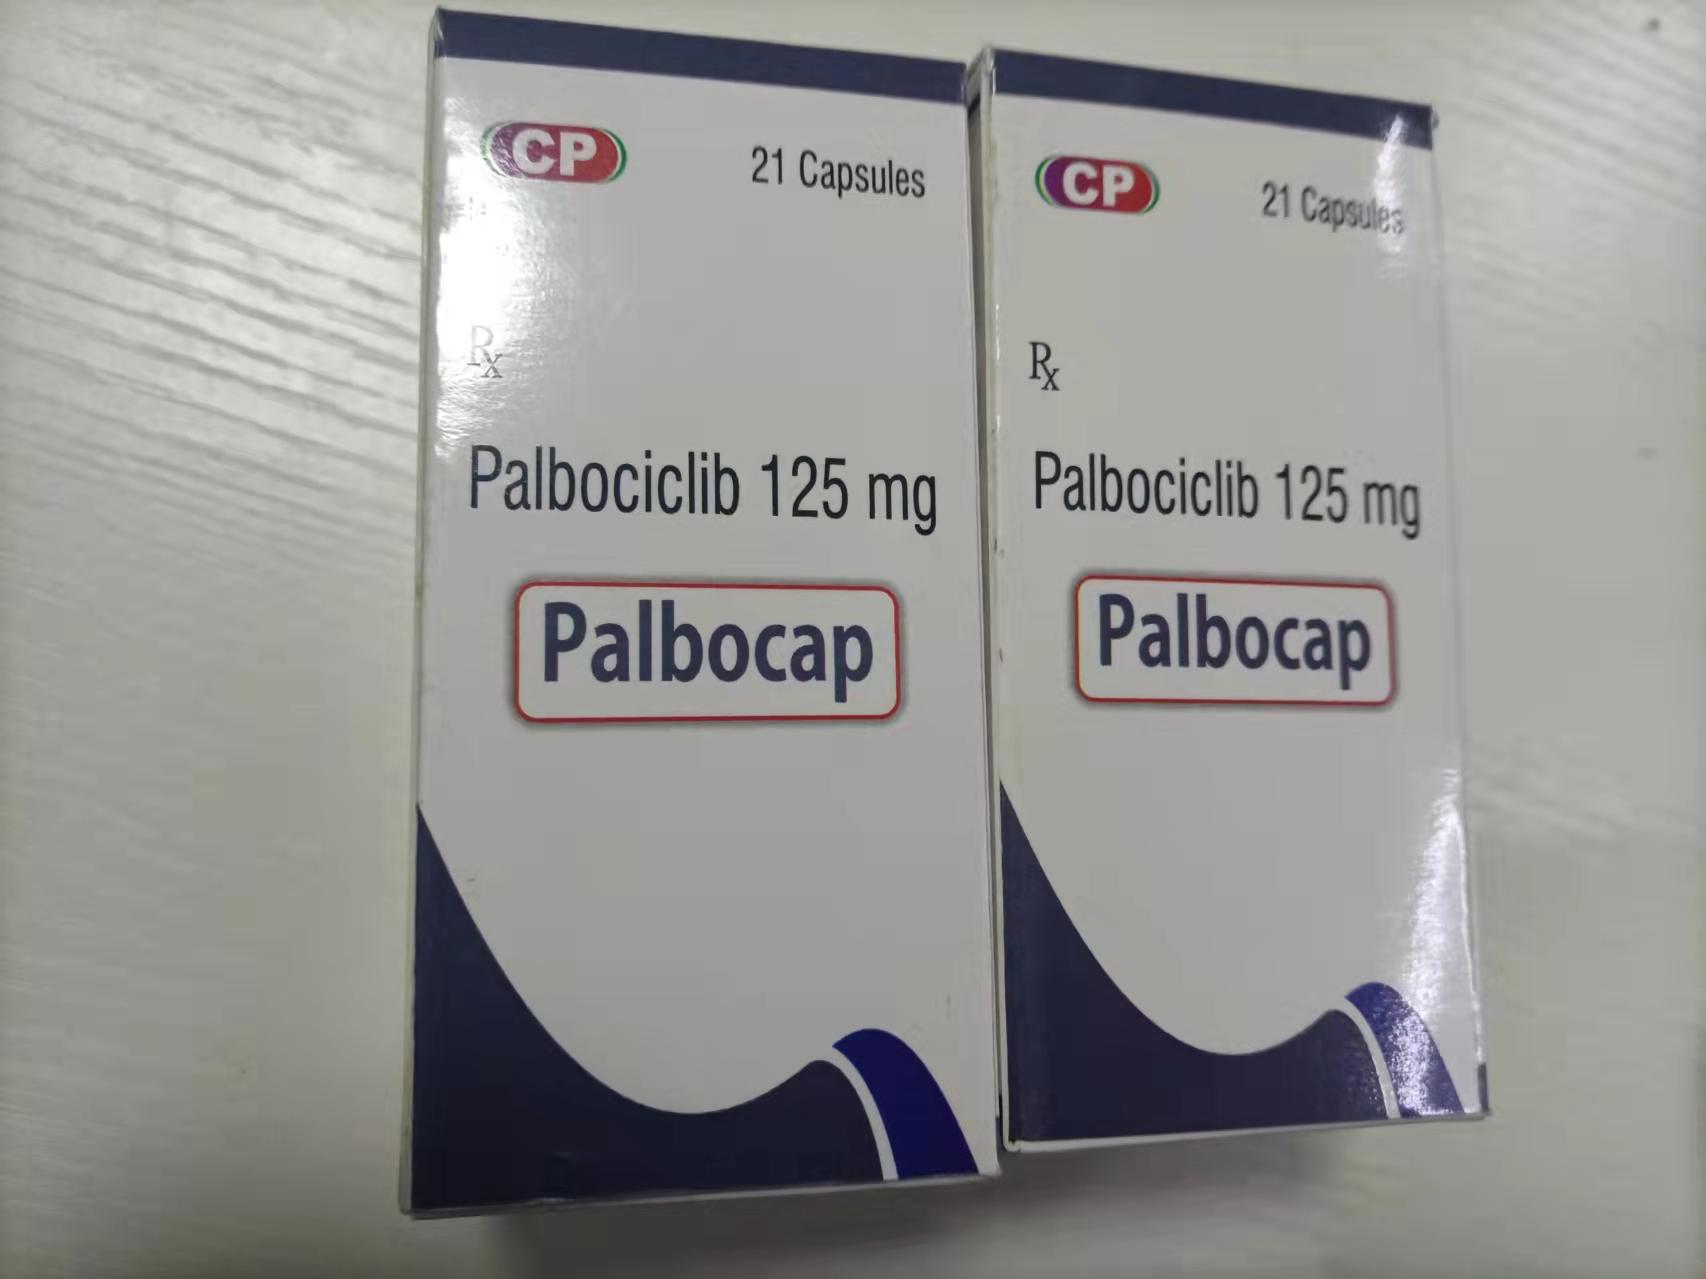 CP
21 Capsules
Rx
Palbociclib 125 mg
Palbocap
CP
21 Capsules
Rx
Palbociclib 125 mg
Palbocap